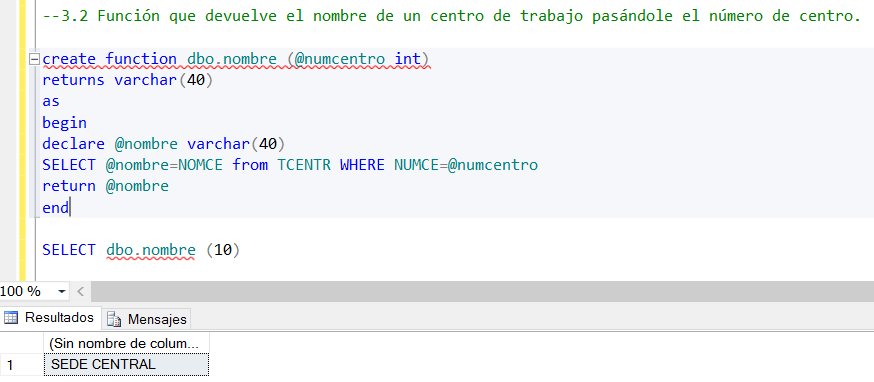 --3.2 Función que devuelve el nombre de un centro de trabajo pasándole el número de centro.
create function dbo.nombre (@numcentro int)
returns varchar(40)
as
begin
declare @nombre varchar(40)
SELECT @nombre=NOMCE from TCENTR WHERE NUMCE=@numcentro
return @nombre
end
SELECT dbo.nombre (10)
100 %
Resultados Mensajes
(Sin nombre de colum...
1 SEDE CENTRAL